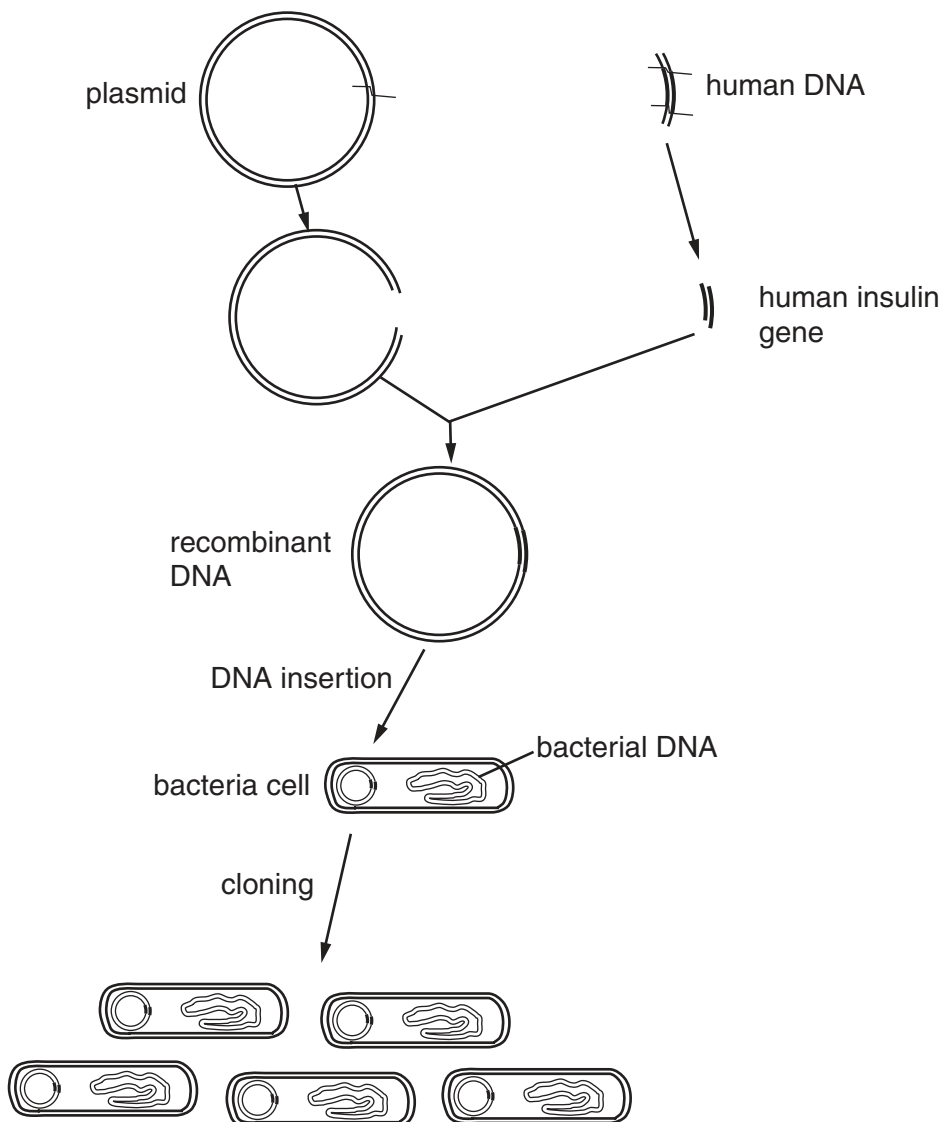 plasmid
human DNA
human insulin
gene
recombinant
DNA
DNA insertion
bacterial DNA
bacteria cell
cloning